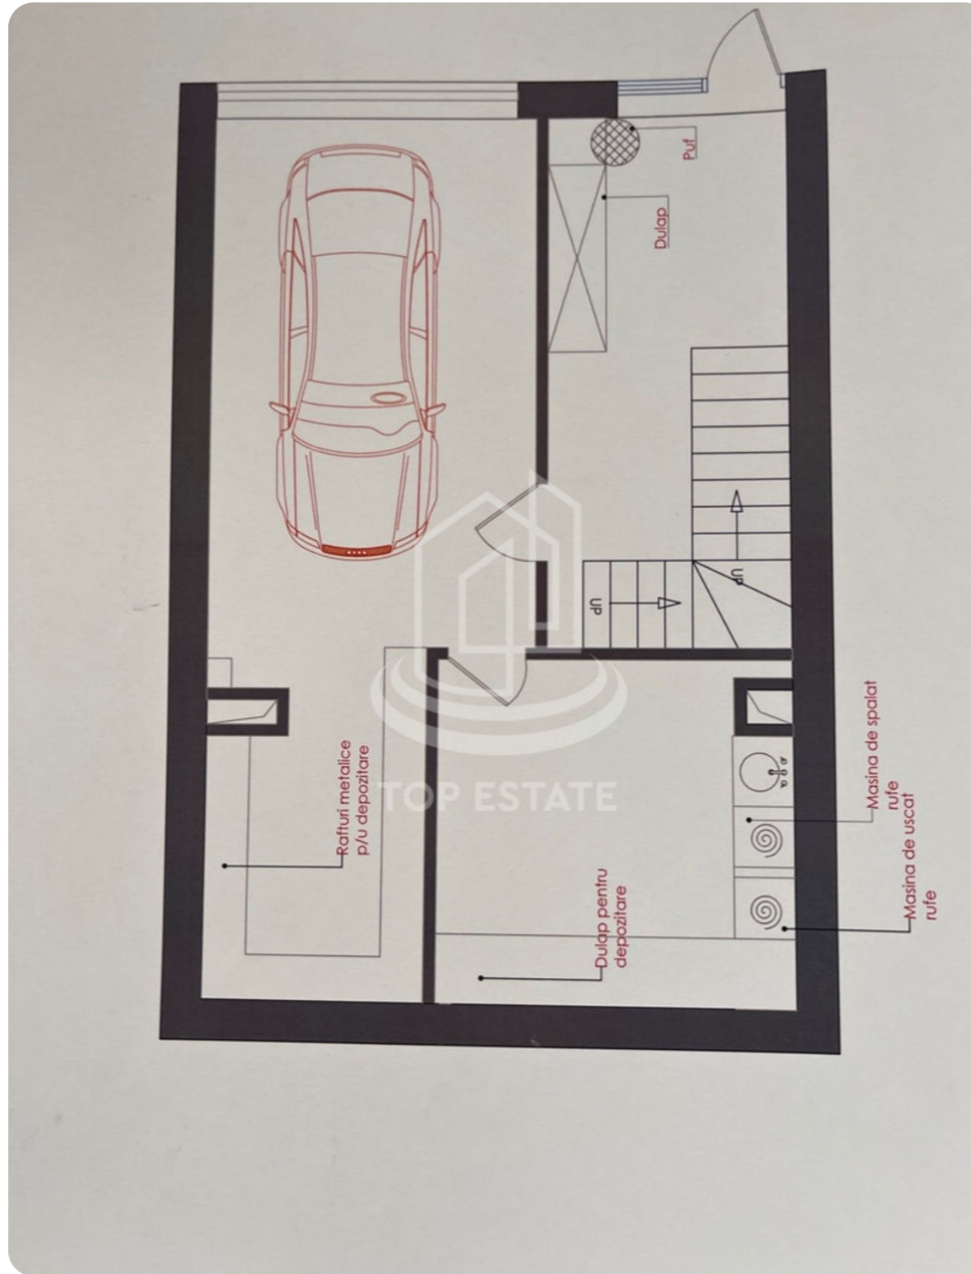 Puf
Dulap
UP
UP
TOP ESTATE
Rafturi metalice
p/u depozitare
Masina de spalat
rufe
Masina de uscat
rufe
Dulap pentru
depozitare